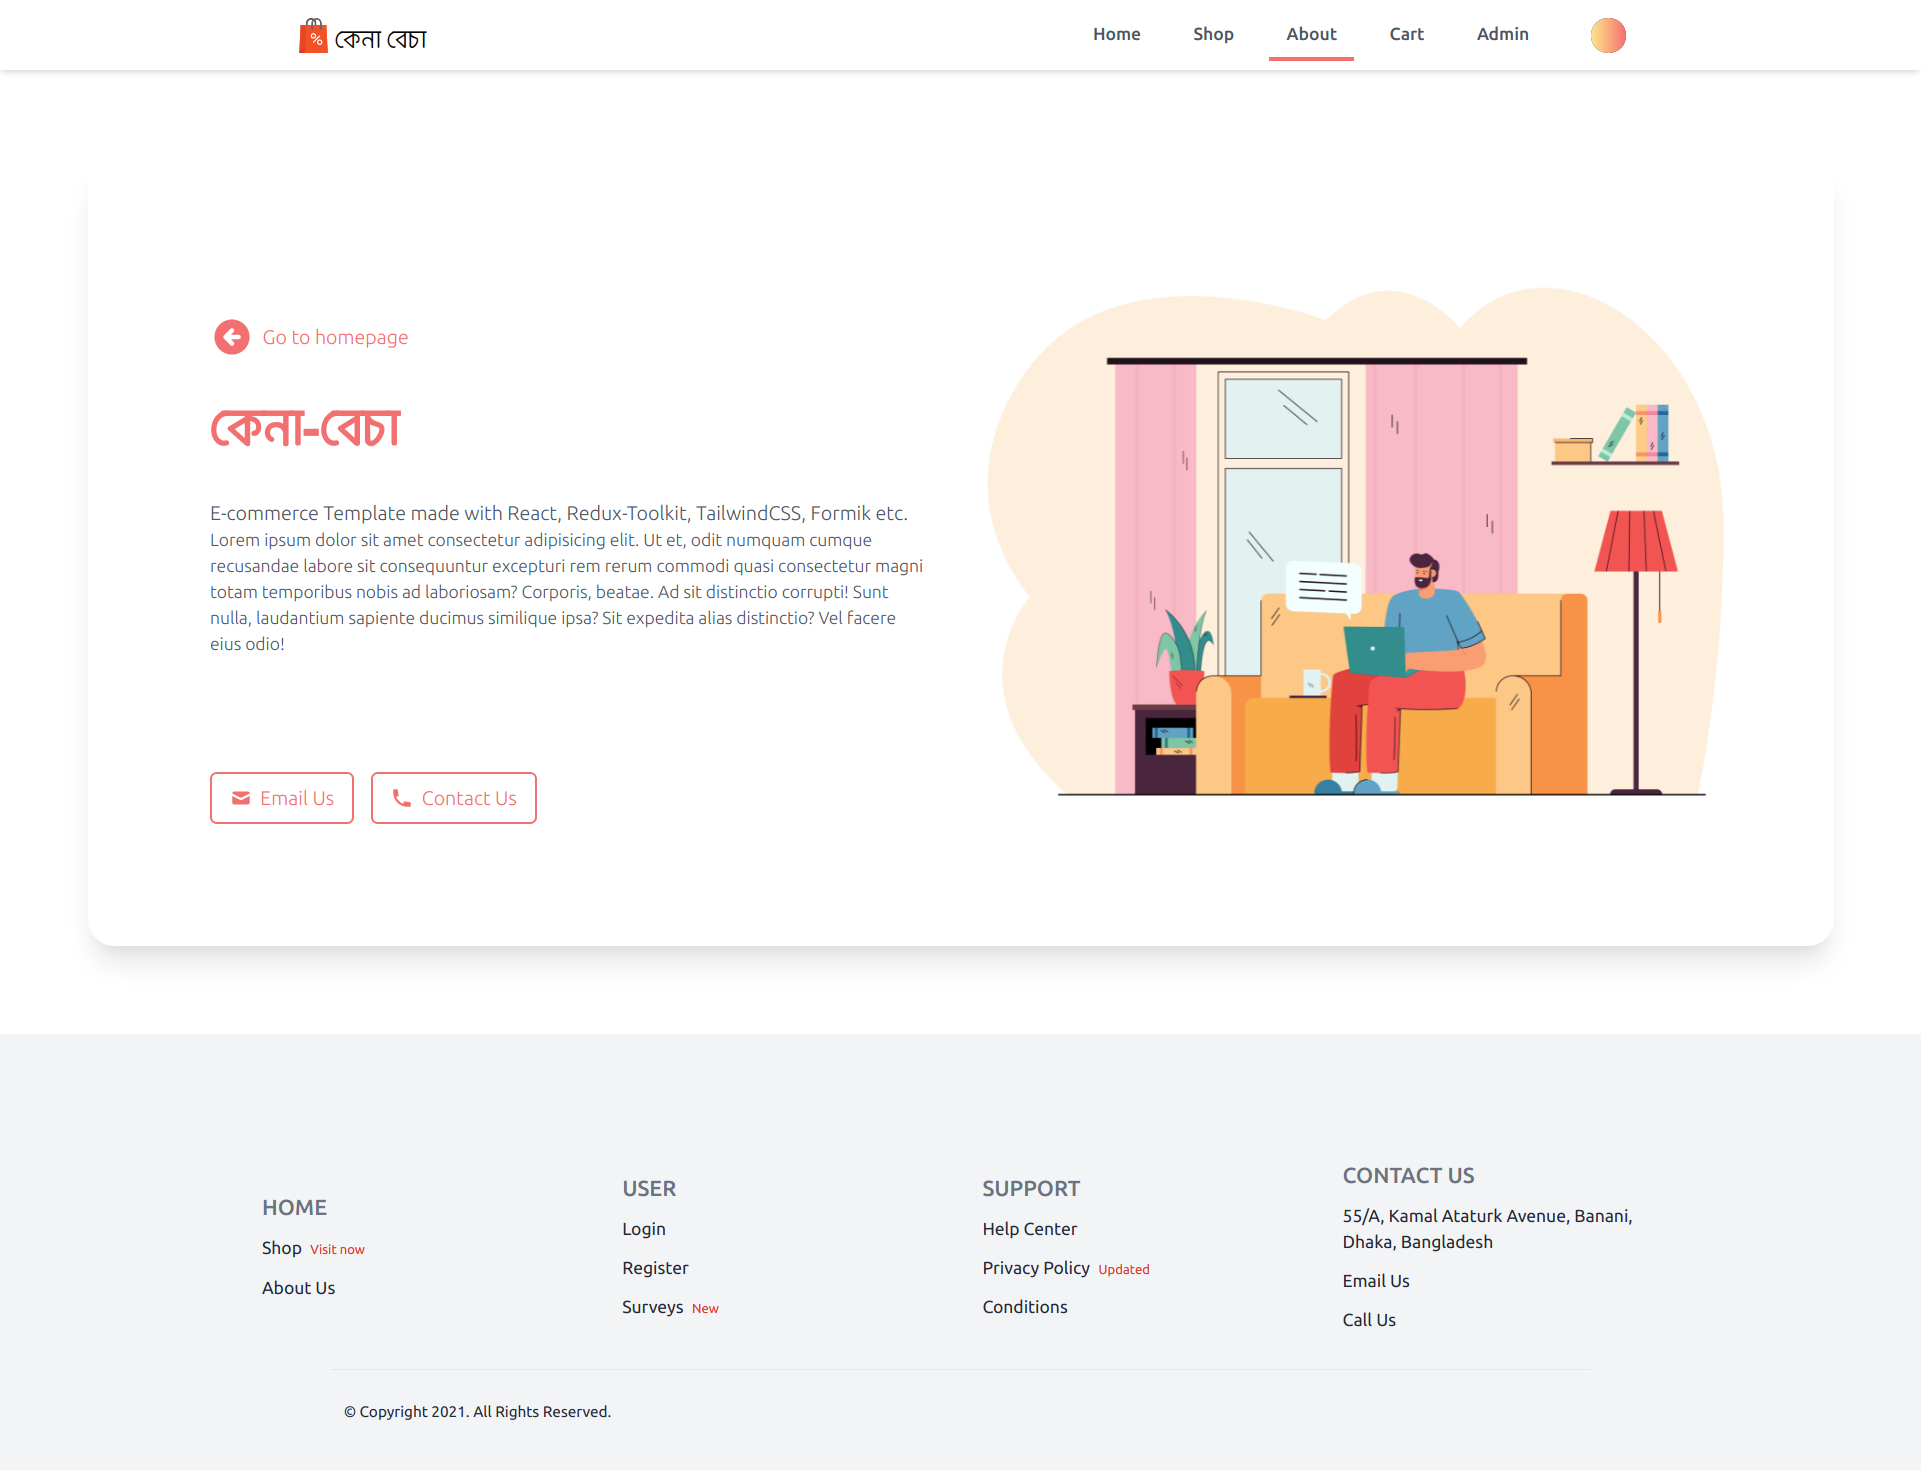 % কেনা বেচা
Home Shop About Cart Admin
Go to homepage
কেনা-বেচা
E-commerce Template made with React, Redux-Toolkit, TailwindCSS, Formik etc.
Lorem ipsum dolor sit amet consectetur adipisicing elit. Ut et, odit numquam cumque
recusandae labore sit consequuntur excepturi rem rerum commodi quasi consectetur magni
totam temporibus nobis ad laboriosam? Corporis, beatae. Ad sit distinctio corrupti! Sunt
nulla, laudantium sapiente ducimus similique ipsa? Sit expedita alias distinctio? Vel facere
eius odio!
Email Us Contact Us
HOME
Shop Visit now
About Us
USER
Login
Register
Surveys New
SUPPORT
Help Center
Privacy Policy Updated
Conditions
CONTACT US
55/A, Kamal Ataturk Avenue, Banani,
Dhaka, Bangladesh
Email Us
Call Us
© Copyright 2021. All Rights Reserved.